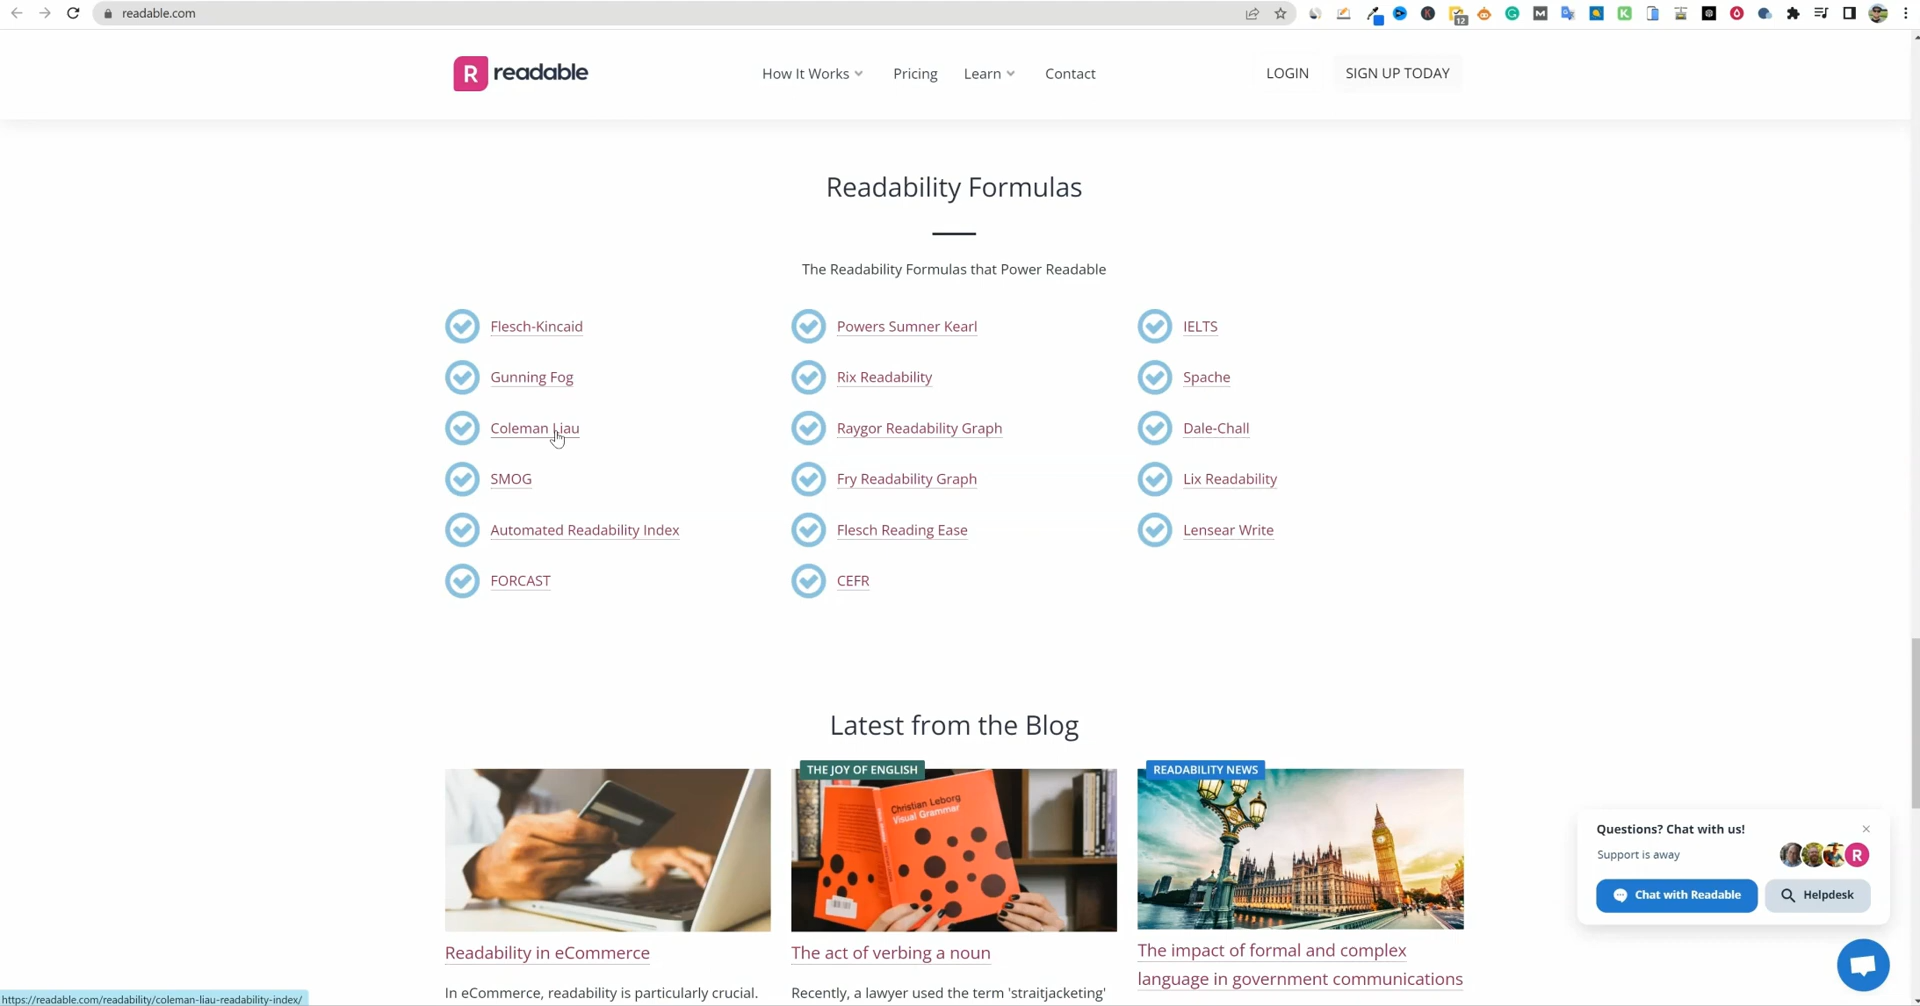 readable.com
12
R readable
How It Works
Pricing
Learn
Contact
LOGIN
SIGN UP TODAY
Readability Formulas
The Readability Formulas that Power Readable
Flesch-Kincaid
Powers Sumner Kearl
IELTS
Gunning Fog
Rix Readability
Spache
Coleman Liau
Raygor Readability Graph
Dale-Chall
SMOG
Fry Readability Graph
Lix Readability
Automated Readability Index
Flesch Reading Ease
Lensear Write
FORCAST
CEFR
Latest from the Blog
THE JOY OF ENGLISH
READABILITY NEWS
Christian Leborg
Visual Grammar
Readability in eCommerce
The act of verbing a noun
The impact of formal and complex
language in government communications
In eCommerce, readability is particularly crucial.
Recently, a lawyer used the term 'straitjacketing'
Questions? Chat with us!
Support is away
R
Chat with Readable
Helpdesk
https://readable.com/readability/coleman-liau-readability-index/